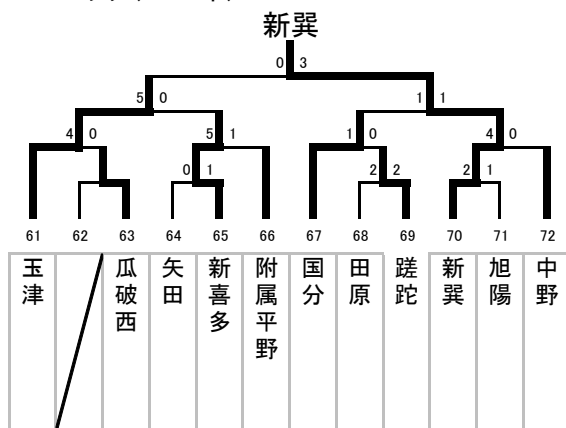 新巽
0 3
5 0 1 1
4 0 5 1 1 0 4 0
0 1 2 2 2 1
61 62 63 64 65 66 67 68 69 70 71 72
玉津
瓜破西
矢田
新喜多
附属平野
国分
田原
蹉跎
新巽
旭陽
中野